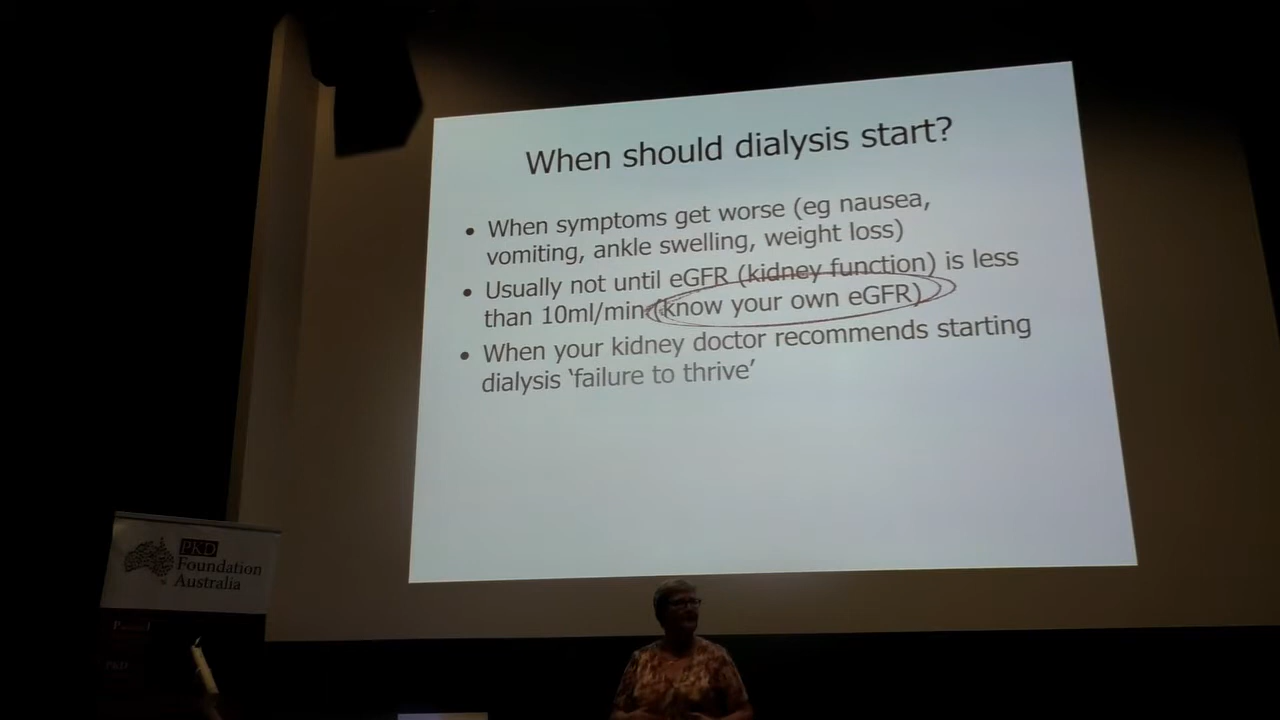 When should dialysis start?
• When symptoms get worse (eg nausea,
vomiting, ankle swelling, weight loss)
• Usually not until eGFR (kidney function) is less
than 10ml/min (know your own eGFR)
• When your kidney doctor recommends starting
dialysis ‘failure to thrive’
PKD
Foundation
Australia
PKD